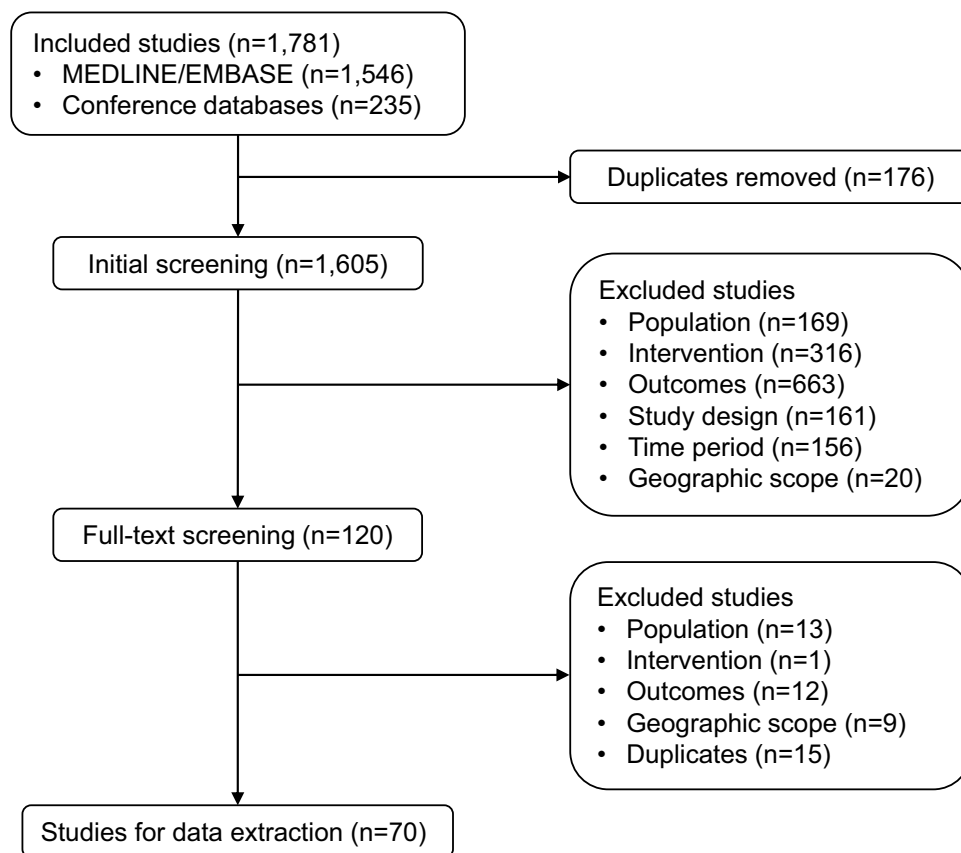 Included studies (n=1,781)
• MEDLINE/EMBASE (n=1,546)
• Conference databases (n=235)
Duplicates removed (n=176)
Initial screening (n=1,605)
Excluded studies
• Population (n=169)
• Intervention (n=316)
• Outcomes (n=663)
• Study design (n=161)
• Time period (n=156)
• Geographic scope (n=20)
Full-text screening (n=120)
Excluded studies
• Population (n=13)
• Intervention (n=1)
• Outcomes (n=12)
• Geographic scope (n=9)
• Duplicates (n=15)
Studies for data extraction (n=70)